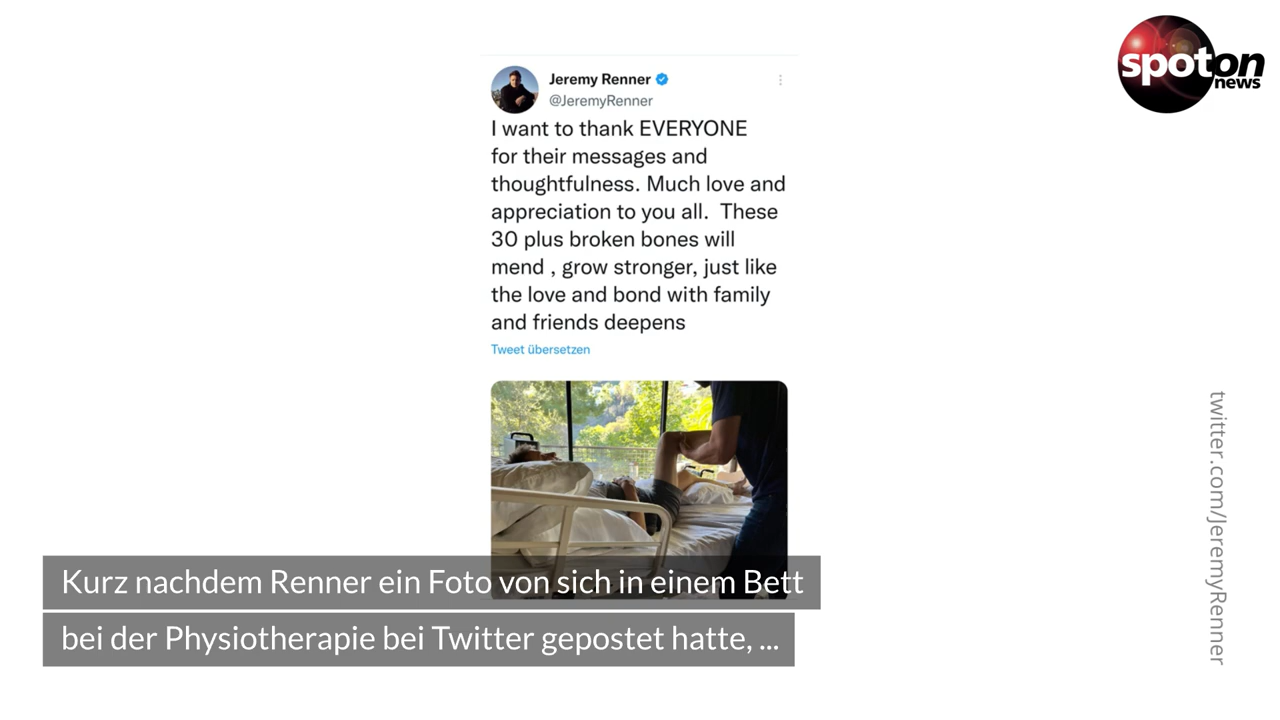 spoton
news
Jeremy Renner
@JeremyRenner
I want to thank EVERYONE
for their messages and
thoughtfulness. Much love and
appreciation to you all.  These
30 plus broken bones will
mend , grow stronger, just like
the love and bond with family
and friends deepens
Tweet übersetzen
Kurz nachdem Renner ein Foto von sich in einem Bett
bei der Physiotherapie bei Twitter gepostet hatte, ...
twitter.com/JeremyRenner